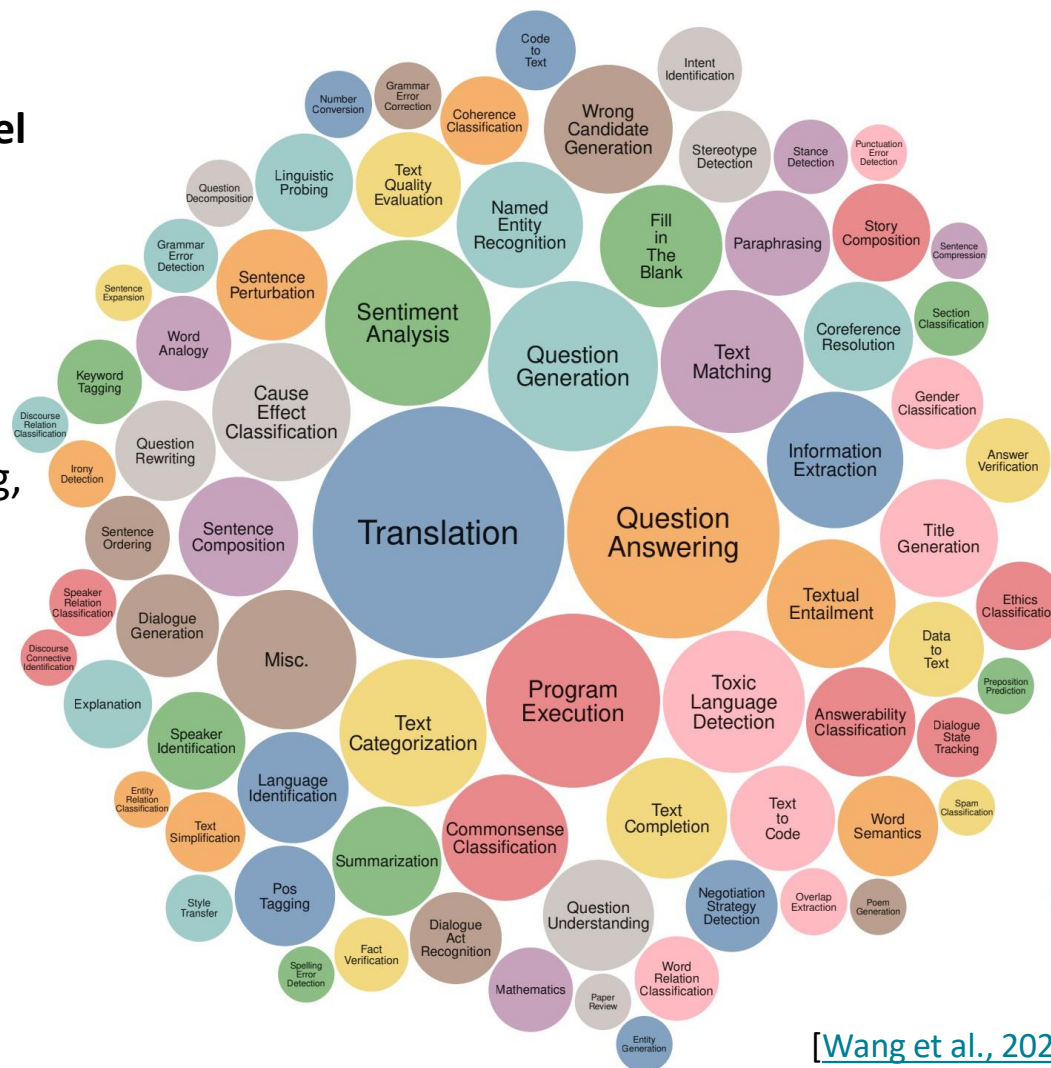 Code
to
Text
Intent
Identification
Number
Conversion
Grammar
Error
Correction
Coherence
Classification
Wrong
Candidate
Generation
Stereotype
Detection
Stance
Detection
Punctuation
Error
Detection
el
Question
Decomposition
Linguistic
Probing
Text
Quality
Evaluation
Named
Entity
Recognition
Fill
in
The
Blank
Paraphrasing
Story
Composition
Sentence
Compression
Grammar
Error
Detection
Sentence
Expansion
Sentence
Perturbation
Sentiment
Analysis
Question
Generation
Text
Matching
Coreference
Resolution
Section
Classification
Word
Analogy
Keyword
Tagging
Cause
Effect
Classification
Gender
Classification
Discourse
Relation
Classification
Question
Rewriting
Information
Extraction
Answer
Verification
Irony
Detection
g,
Sentence
Ordering
Sentence
Composition
Translation
Question
Answering
Title
Generation
Speaker
Relation
Classification
Dialogue
Generation
Textual
Entailment
Ethics
Classification
Discourse
Connective
Identification
Misc.
Data
to
Text
Preposition
Prediction
Explanation
Speaker
Identification
Text
Categorization
Program
Execution
Toxic
Language
Detection
Answerability
Classification
Dialogue
State
Tracking
Entity
Relation
Classification
Language
Identification
Text
Simplification
Commonsense
Classification
Text
Completion
Text
to
Code
Word
Semantics
Spam
Classification
Summarization
Style
Transfer
Pos
Tagging
Question
Understanding
Negotiation
Strategy
Detection
Overlap
Extraction
Poem
Generation
Spelling
Error
Detection
Fact
Verification
Dialogue
Act
Recognition
Mathematics
Paper
Review
Word
Relation
Classification
Entity
Generation
[Wang et al., 202